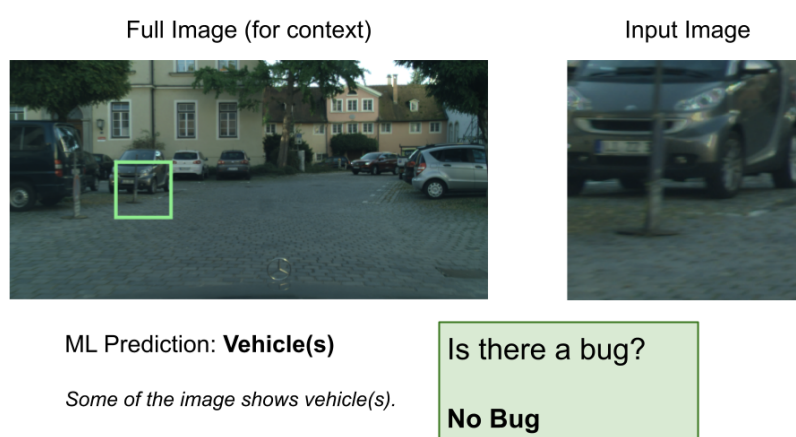 Full Image (for context)
Input Image
ML Prediction: Vehicle(s)
Some of the image shows vehicle(s).
Is there a bug?
No Bug